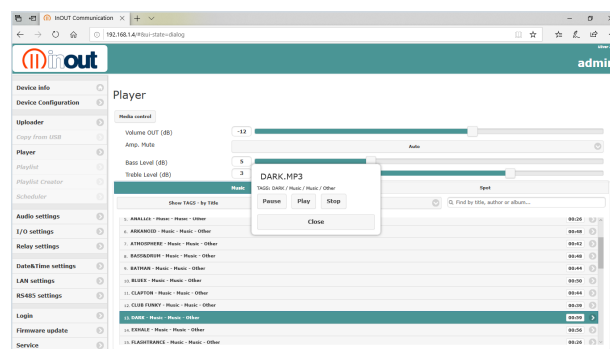 InOUT Communication
192.168.1.4/#&ui-state=dialog
inout
admin
Device info
Device Configuration
Uploader
Copy from USB
Player
Playlist
Playlist Creator
Scheduler
Audio settings
I/O settings
Relay settings
Date&Time settings
LAN settings
RS485 settings
Login
Firmware update
Service
Player
Media control
Volume OUT (dB) -12
Amp. Mute Auto
Bass Level (dB) 5
Treble Level (dB) 3
Music Spot
Show TAGS - by Title
Find by title, author or album...
DARK.MP3
TAGS: DARK / Music / Music / Other
Pause Play Stop
Close
5. ANALIZE - Music - Music - Other 00:26
6. ARRANGED - Music - Music - Other 00:48
7. ATMOSPHERE - Music - Music - Other 00:42
8. BASS&DRUM - Music - Music - Other 00:48
9. BATMAN - Music - Music - Other 00:44
10. BLUEX - Music - Music - Other 00:50
11. CLAPTON - Music - Music - Other 00:44
12. CLUB FUNKY - Music - Music - Other 00:39
13. DARK - Music - Music - Other 00:59
14. EXHALE - Music - Music - Other 00:56
15. FLASHTRANCE - Music - Music - Other 00:26